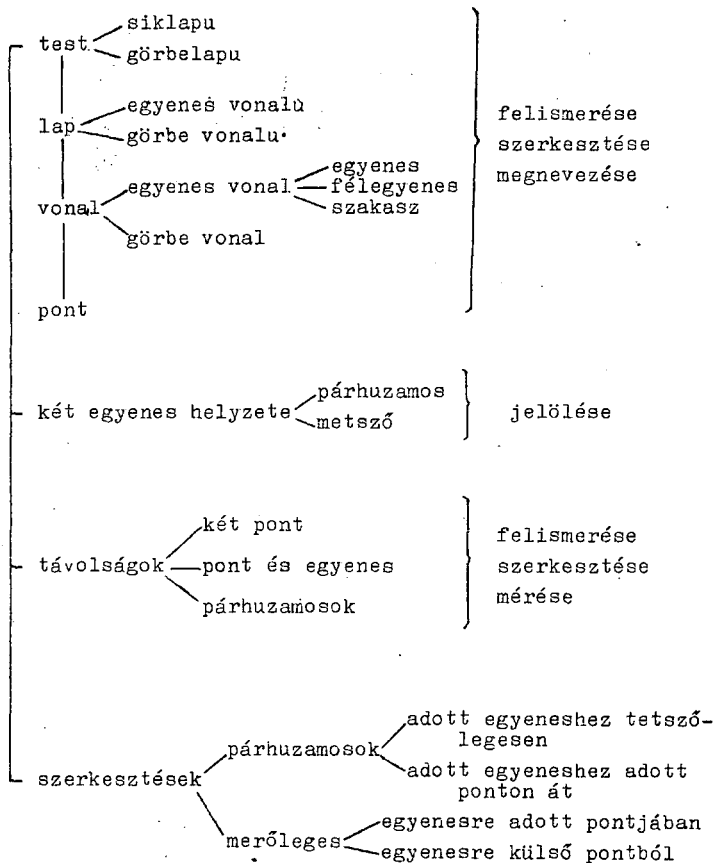 siklapu
test
görbelapu
egyenes vonalú
lap
görbe vonalu
felismerése
szerkesztése
megnevezése
egyenes
egyenes vonal
félegyenes
vonal
szakasz
görbe vonal
pont
párhuzamos
két egyenes helyzete
jelölése
metsző
két pont
felismerése
távolságok
pont és egyenes
szerkesztése
mérése
párhuzamosok
adott egyeneshez tetsző-
legesen
párhuzamosok
adott egyeneshez adott
ponton át
szerkesztések
egyenesre adott pontjában
merőleges
egyenesre külső pontból